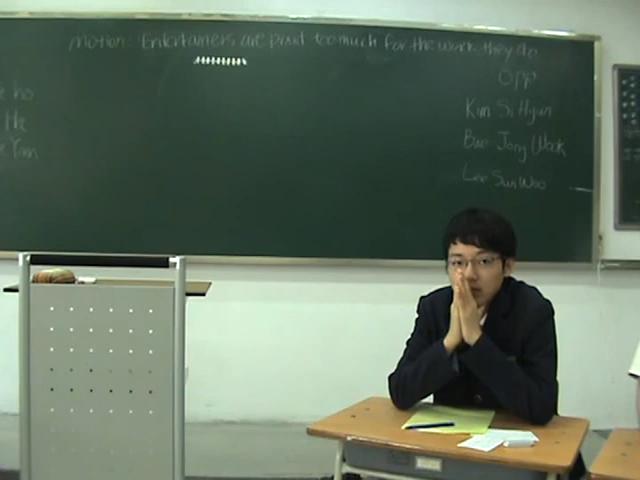 Motion: Entertainers are paid too much for the work they do
Opp
Kim Si Hyun
Bae Jong Wook
Lee Sun Woo
ho